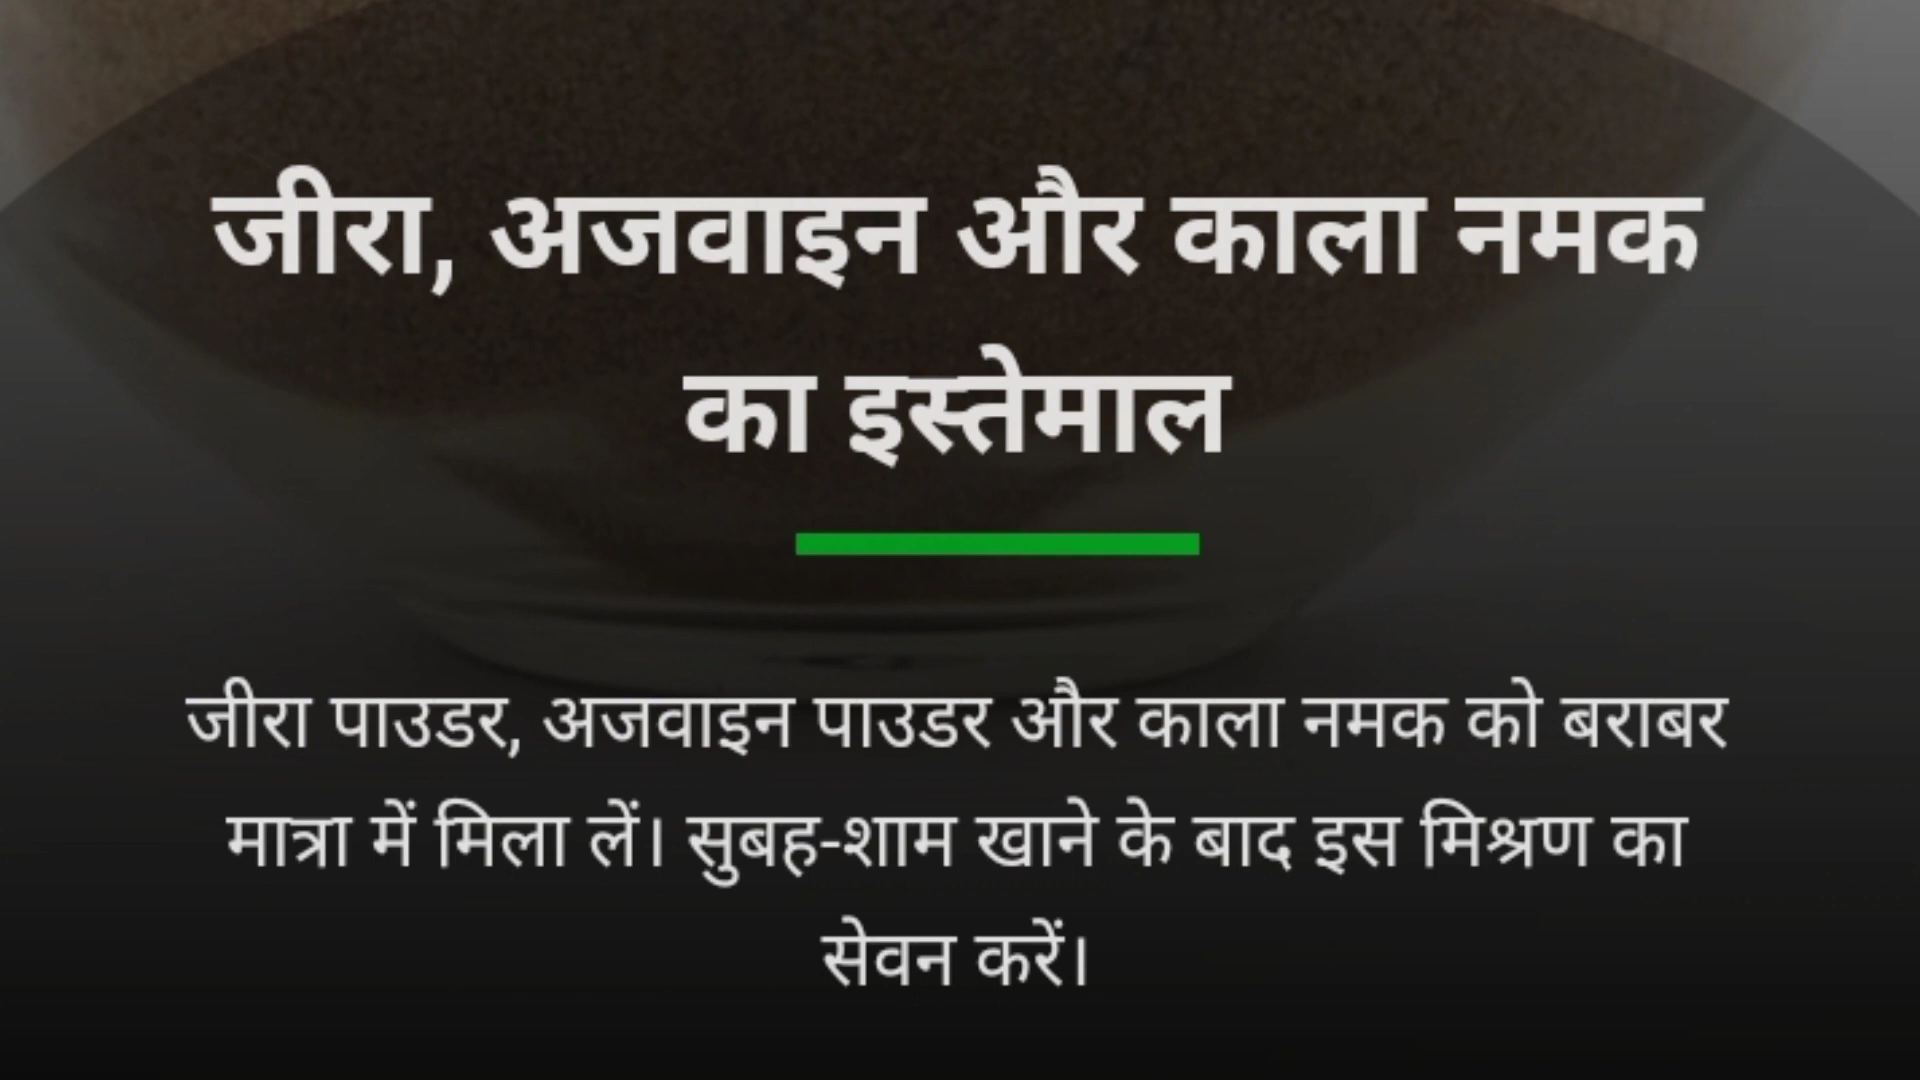 जीरा, अजवाइन और काला नमक
का इस्तेमाल
जीरा पाउडर, अजवाइन पाउडर और काला नमक को बराबर
मात्रा में मिला लें। सुबह-शाम खाने के बाद इस मिश्रण का
सेवन करें।